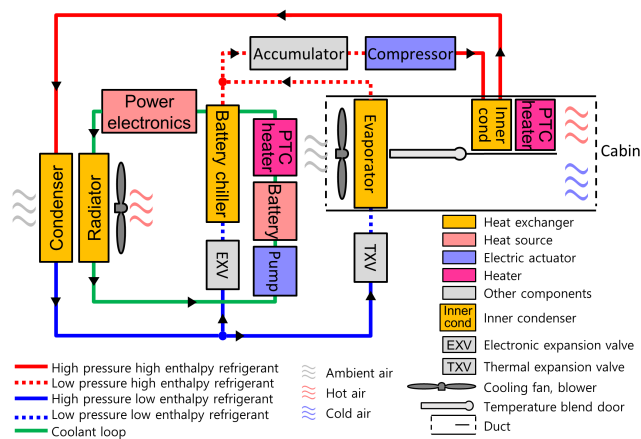 Accumulator
Compressor
Power
electronics
Battery chiller
PTC
heater
Evaporator
Inner
cond
PTC
heater
Cabin
Condenser
Radiator
Battery
EXV
Pump
TXV
Heat exchanger
Heat source
Electric actuator
Heater
Other components
Inner
cond
Inner condenser
EXV
Electronic expansion valve
TXV
Thermal expansion valve
Cooling fan, blower
Temperature blend door
Duct
High pressure high enthalpy refrigerant
Low pressure high enthalpy refrigerant
High pressure low enthalpy refrigerant
Low pressure low enthalpy refrigerant
Coolant loop
Ambient air
Hot air
Cold air